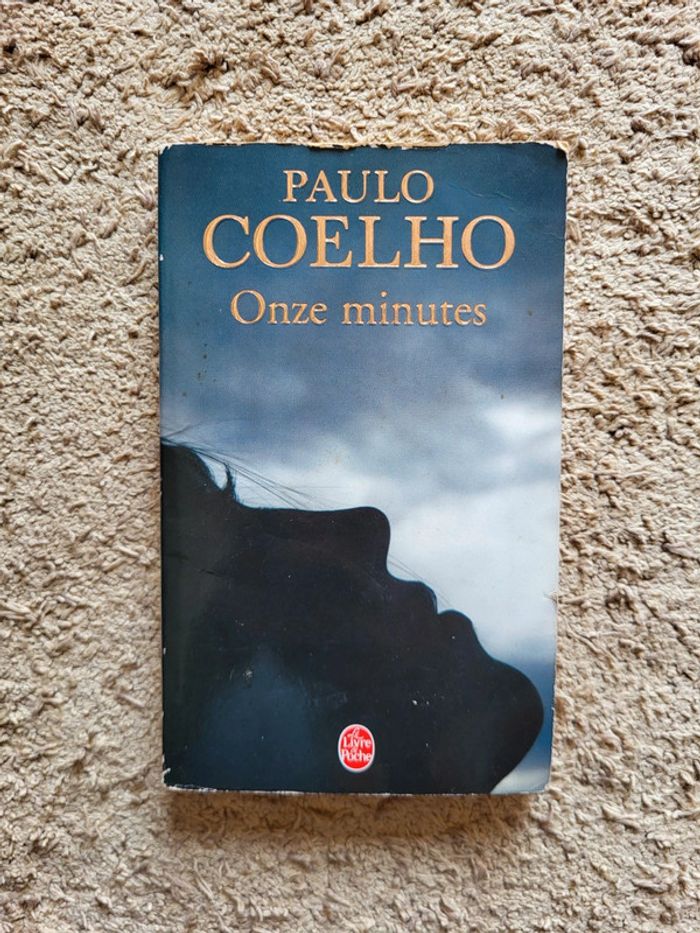 PAULO
COELHO
Onze minutes
Le
Livre
de
Poche